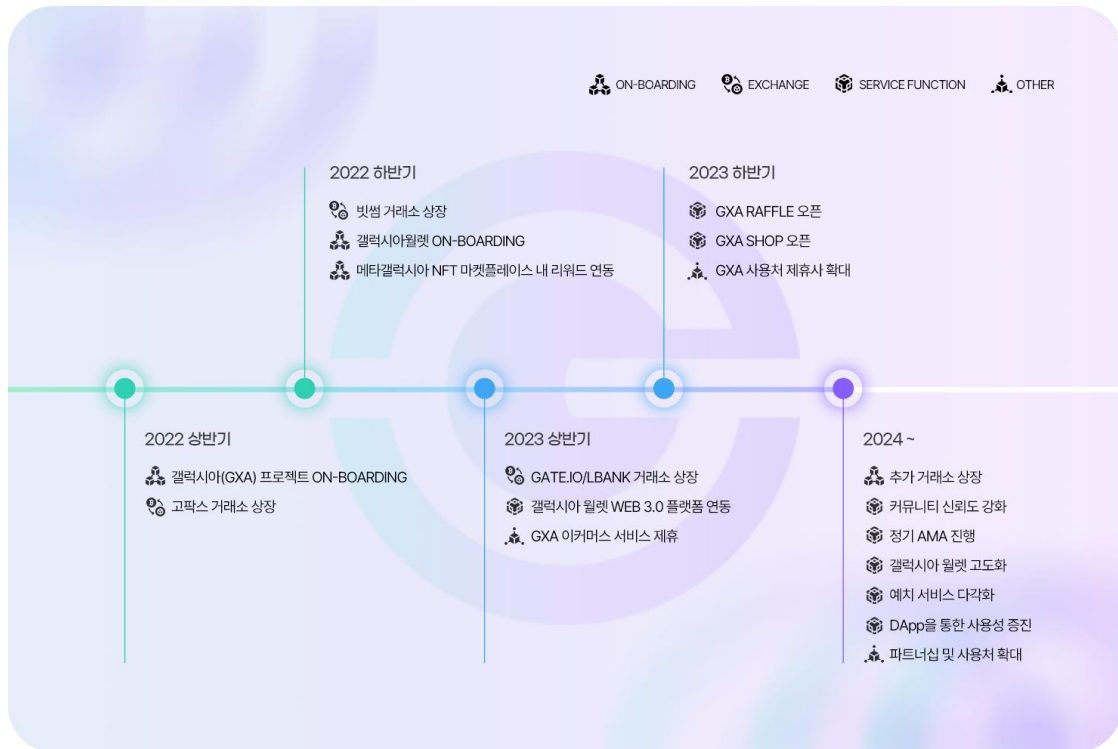 ON-BOARDING
EXCHANGE
SERVICE FUNCTION
OTHER
2022 하반기
빗썸 거래소 상장
갤럭시아월렛 ON-BOARDING
메타갤럭시아 NFT 마켓플레이스 내 리워드 연동
2023 하반기
GXA RAFFLE 오픈
GXA SHOP 오픈
GXA 사용처 제휴사 확대
2022 상반기
갤럭시아(GXA) 프로젝트 ON-BOARDING
고팍스 거래소 상장
2023 상반기
GATE.IO/LBANK 거래소 상장
갤럭시아 월렛 WEB 3.0 플랫폼 연동
GXA 이커머스 서비스 제휴
2024 ~
추가 거래소 상장
커뮤니티 신뢰도 강화
정기 AMA 진행
갤럭시아 월렛 고도화
예치 서비스 다각화
DApp을 통한 사용성 증진
파트너십 및 사용처 확대